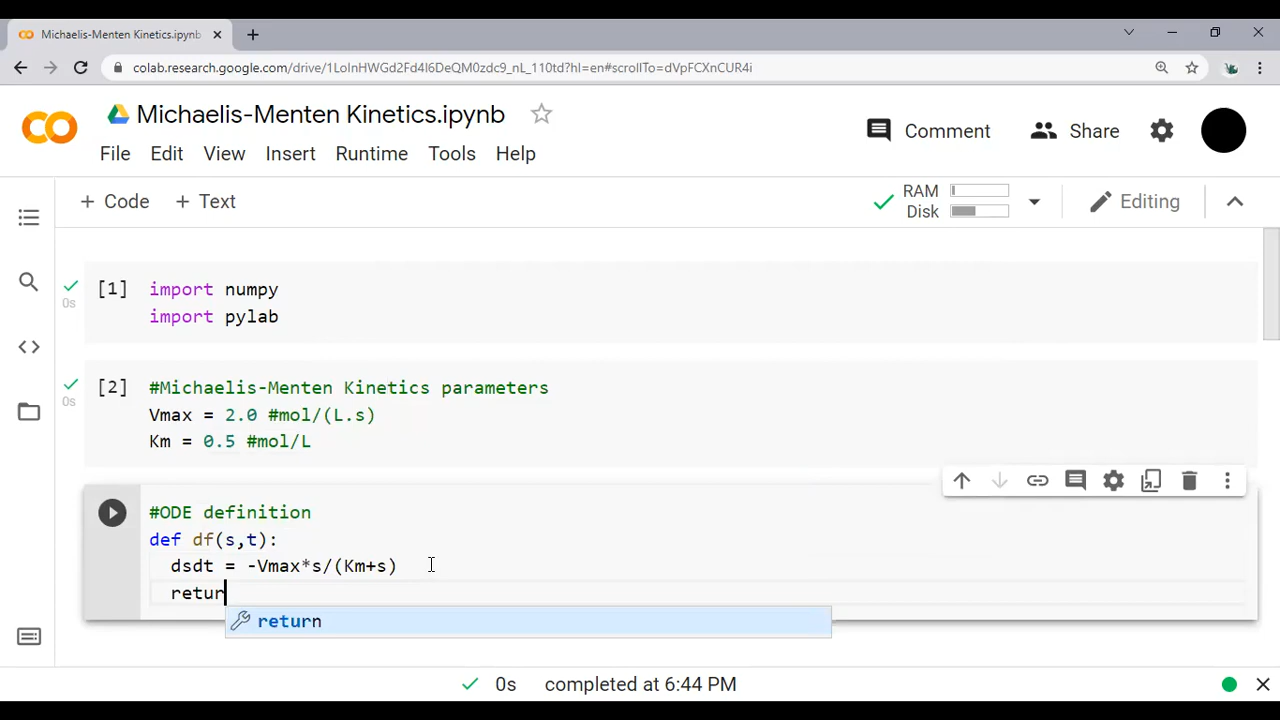 Michaelis-Menten Kinetics.ipynb
colab.research.google.com/drive/1LoInHWGd2Fd4I6DeQM0zdc9_nL_110td?hl=en#scrollTo=dVpFCXnCUR4i
Michaelis-Menten Kinetics.ipynb
Comment Share
File Edit View Insert Runtime Tools Help
+ Code + Text
RAM
Disk
Editing
[1] import numpy
0s
import pylab
[2] #Michaelis-Menten Kinetics parameters
0s
Vmax = 2.0 #mol/(L.s)
Km = 0.5 #mol/L
#ODE definition
def df(s,t):
dsdt = -Vmax*s/(Km+s)
retur
return
0s completed at 6:44 PM